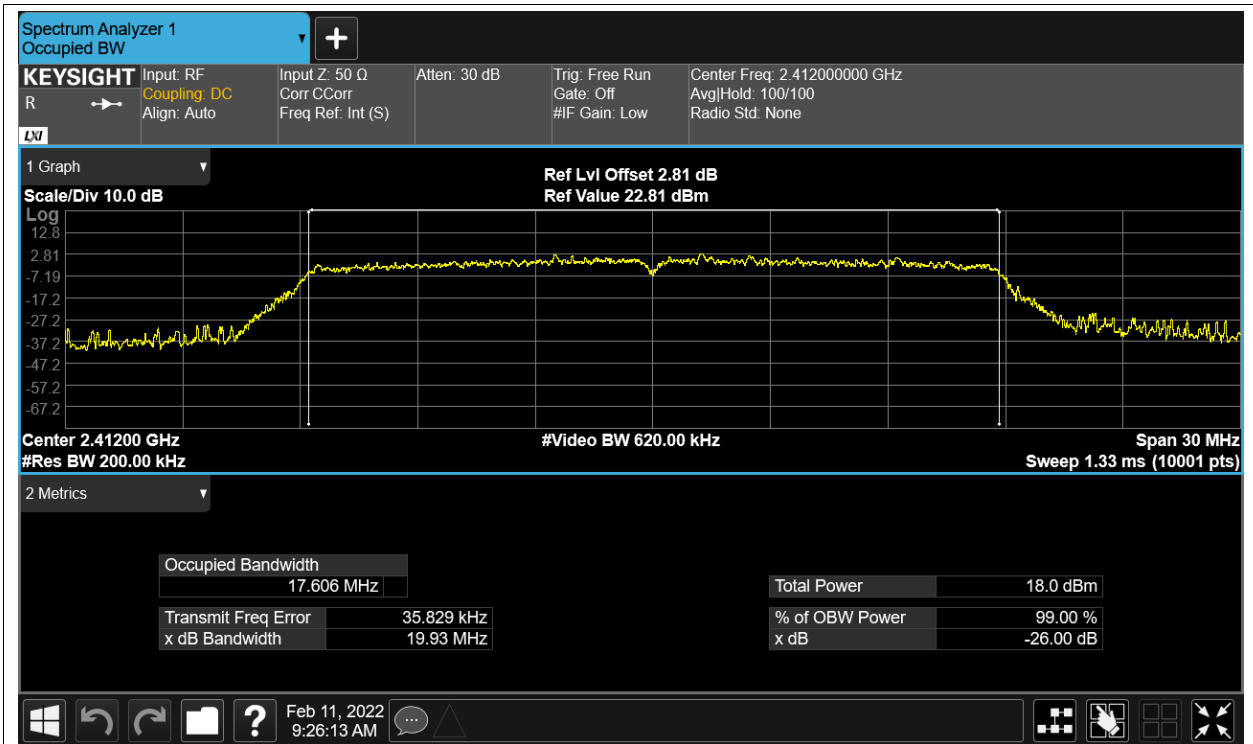 Spectrum Analyzer 1
Occupied BW
KEYSIGHT
R
LXI
Input: RF
Coupling: DC
Align: Auto
Input Z: 50 Ω
Corr CCorr
Freq Ref: Int (S)
Atten: 30 dB
Trig: Free Run
Gate: Off
#IF Gain: Low
Center Freq: 2.412000000 GHz
Avg|Hold: 100/100
Radio Std: None
1 Graph
Scale/Div 10.0 dB
Ref Lvl Offset 2.81 dB
Ref Value 22.81 dBm
Log
12.8
2.81
-7.19
-17.2
-27.2
-37.2
-47.2
-57.2
-67.2
Center 2.41200 GHz
#Res BW 200.00 kHz
#Video BW 620.00 kHz
Span 30 MHz
Sweep 1.33 ms (10001 pts)
2 Metrics
Occupied Bandwidth
17.606 MHz
Transmit Freq Error 35.829 kHz
x dB Bandwidth 19.93 MHz
Total Power 18.0 dBm
% of OBW Power 99.00 %
x dB -26.00 dB
?
Feb 11, 2022
9:26:13 AM